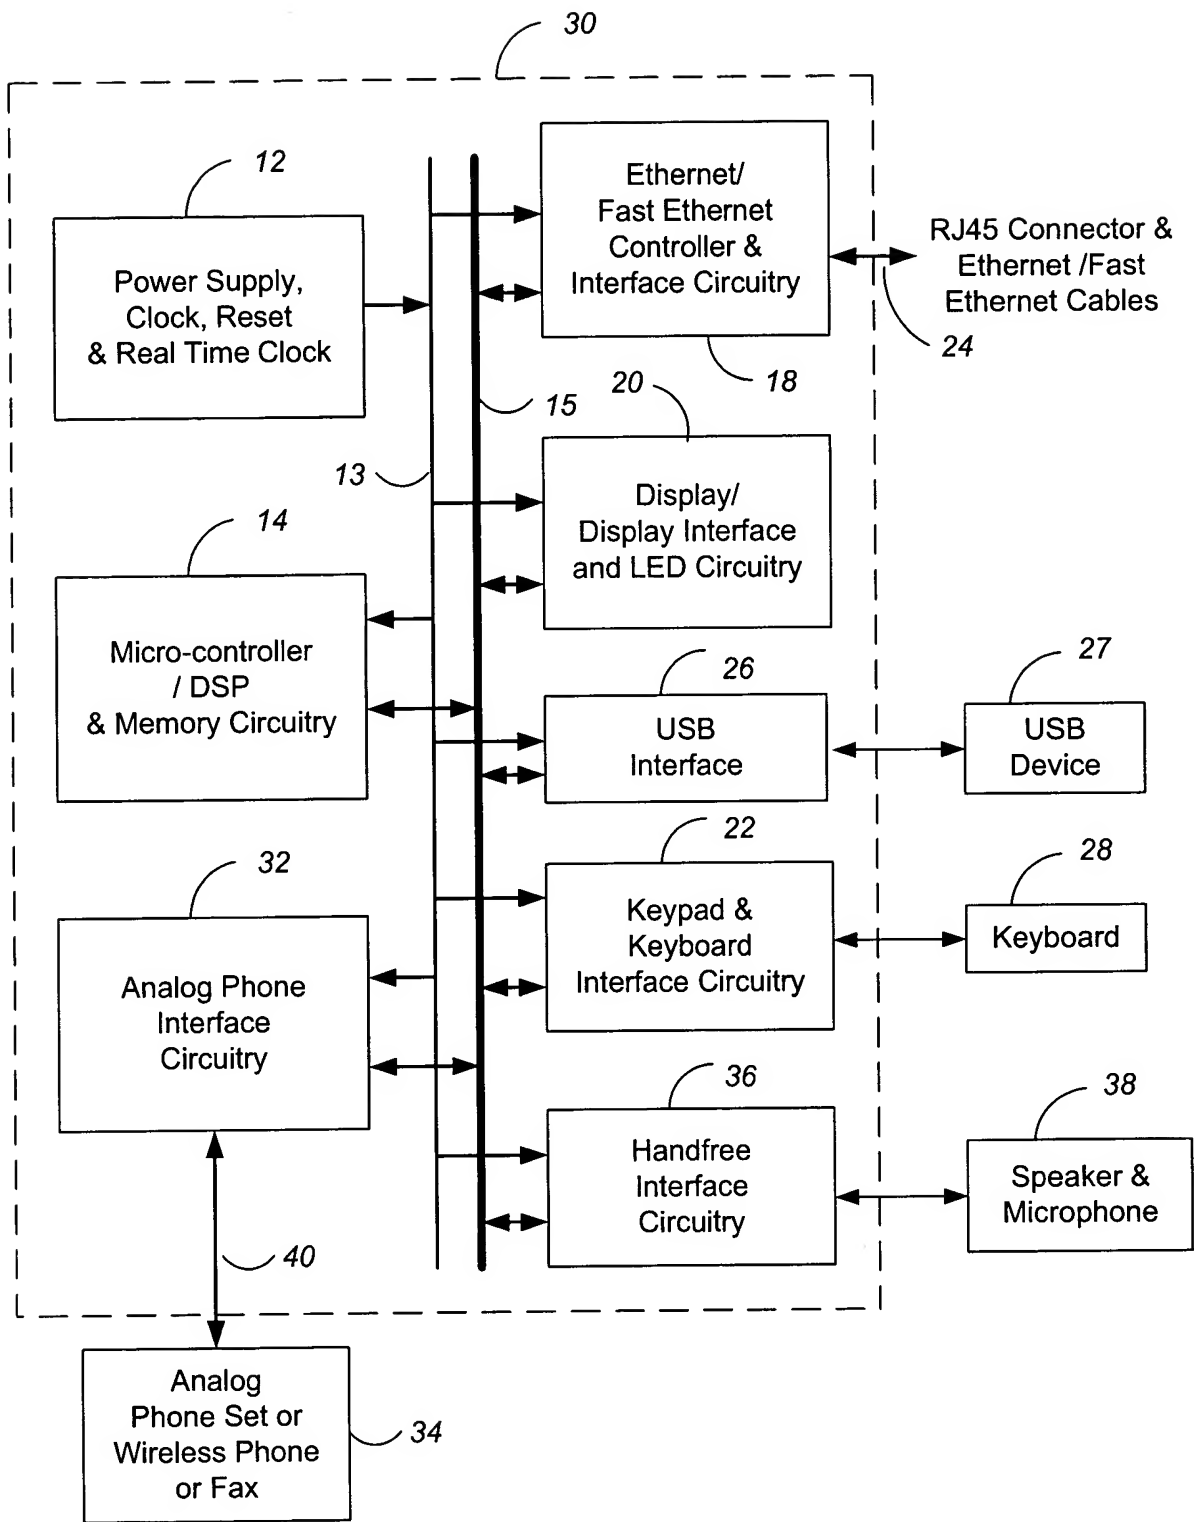 30
12
Power Supply,
Clock, Reset
& Real Time Clock
Ethernet/
Fast Ethernet
Controller &
Interface Circuitry
18
RJ45 Connector &
Ethernet /Fast
Ethernet Cables
24
15
13
20
Display/
Display Interface
and LED Circuitry
14
Micro-controller
/ DSP
& Memory Circuitry
26
USB
Interface
27
USB
Device
22
Keypad &
Keyboard
Interface Circuitry
28
Keyboard
32
Analog Phone
Interface
Circuitry
36
Handfree
Interface
Circuitry
38
Speaker &
Microphone
40
Analog
Phone Set or
Wireless Phone
or Fax
34